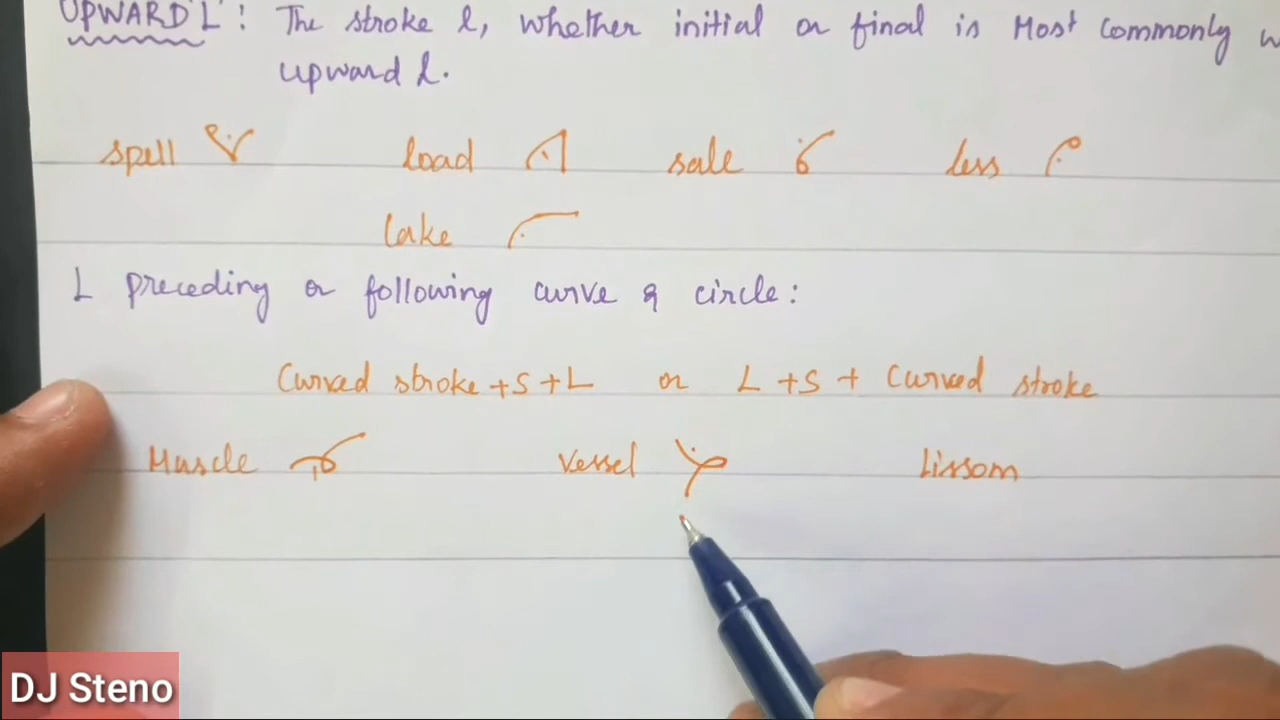 UPWARD 'L': The stroke l, whether initial or final is Most commonly
upward l.
spell load sale less
lake
L preceding or following curve & circle:
Curved stroke+S+L or L+S+ Curved stroke
Muscle Vessel Lissom
DJ Steno